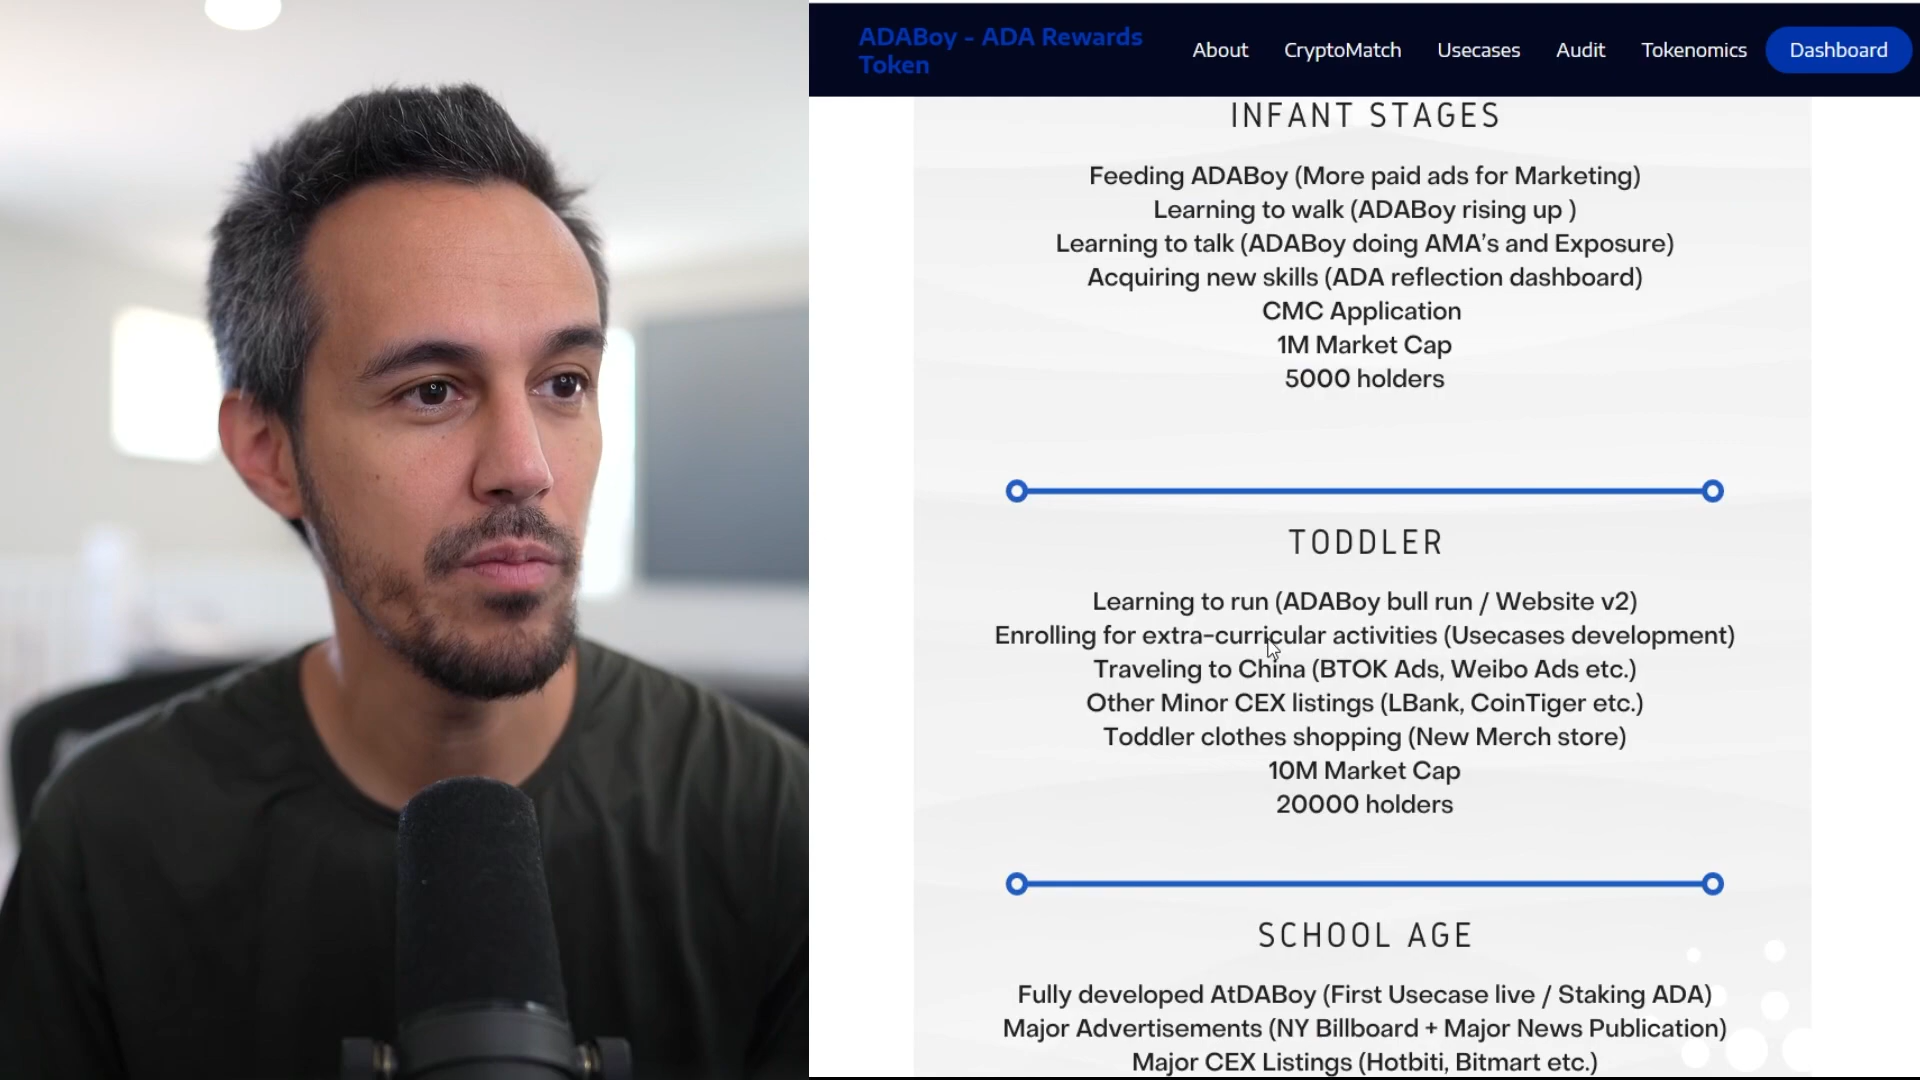 ADABoy - ADA Rewards
Token
About
CryptoMatch
Usecases
Audit
Tokenomics
Dashboard
INFANT STAGES
Feeding ADABoy (More paid ads for Marketing)
Learning to walk (ADABoy rising up )
Learning to talk (ADABoy doing AMA's and Exposure)
Acquiring new skills (ADA reflection dashboard)
CMC Application
1M Market Cap
5000 holders
TODDLER
Learning to run (ADABoy bull run / Website v2)
Enrolling for extra-curricular activities (Usecases development)
Traveling to China (BTOK Ads, Weibo Ads etc.)
Other Minor CEX listings (LBank, CoinTiger etc.)
Toddler clothes shopping (New Merch store)
10M Market Cap
20000 holders
SCHOOL AGE
Fully developed AtDABoy (First Usecase live / Staking ADA)
Major Advertisements (NY Billboard + Major News Publication)
Major CEX Listings (Hotbiti, Bitmart etc.)